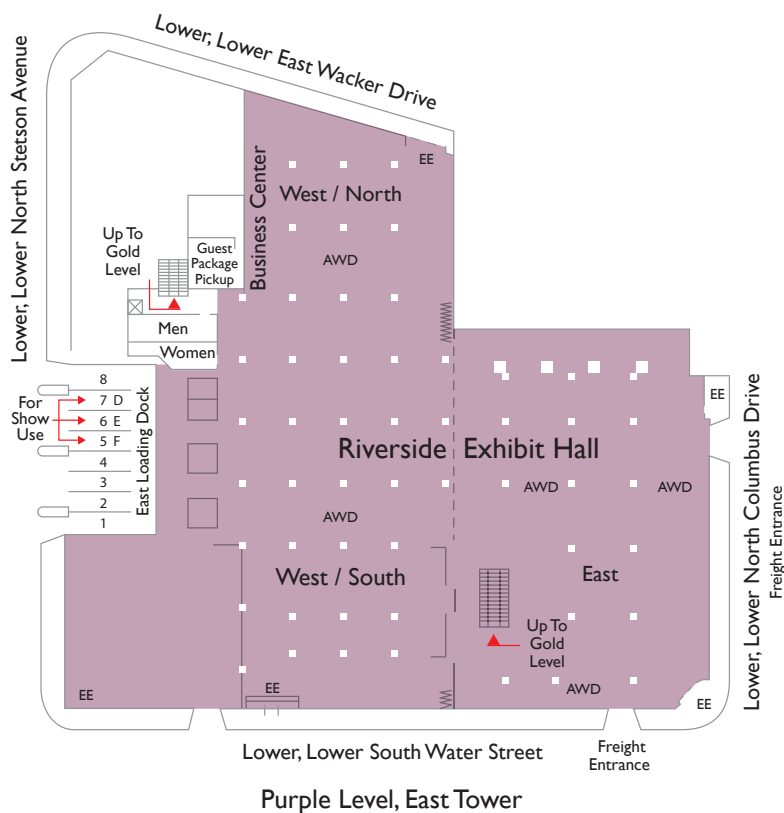 Lower, Lower East Wacker Drive
Lower, Lower North Stetson Avenue
EE
West / North
Business Center
Up To
Gold
Level
Guest
Package
Pickup
AWD
Men
Women
8
7 D
6 E
5 F
4
3
2
1
For
Show
Use
East Loading Dock
EE
Riverside Exhibit Hall
AWD
AWD
AWD
Lower, Lower North Columbus Drive
Freight Entrance
West / South
East
Up To
Gold
Level
EE
EE
AWD
EE
Lower, Lower South Water Street
Freight
Entrance
Purple Level, East Tower